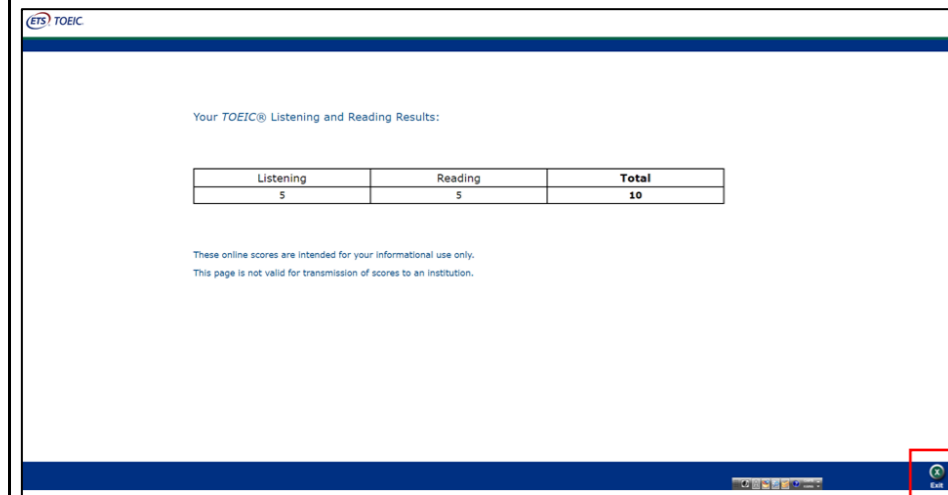 ETS TOEIC.
Your TOEIC® Listening and Reading Results:
Listening Reading Total
5 5 10
These online scores are intended for your informational use only.
This page is not valid for transmission of scores to an institution.
Exit